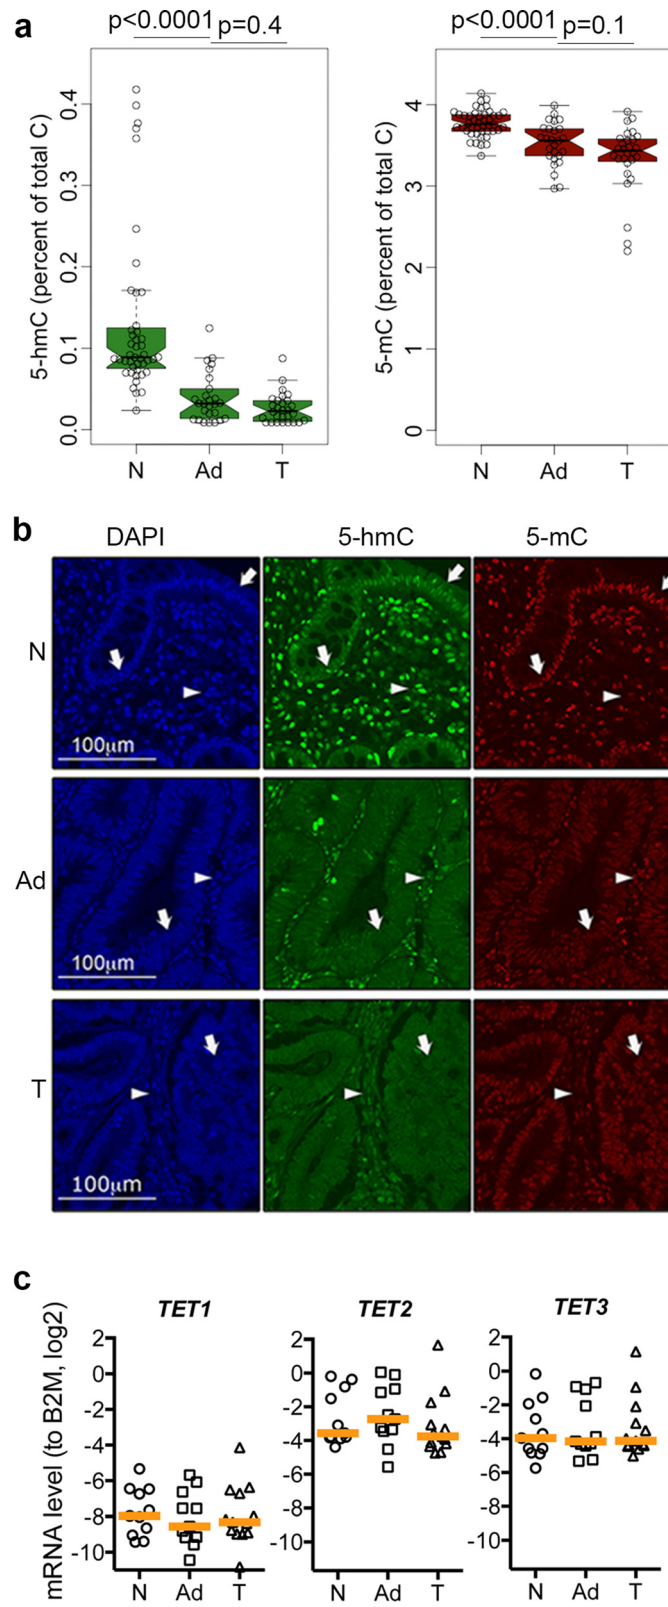 a
p<0.0001 p=0.4
p<0.0001 p=0.1
5-hmC (percent of total C)
0.4
0.3
0.2
0.1
0.0
N Ad T
5-mC (percent of total C)
4
3
2
1
0
N Ad T
b
DAPI 5-hmC 5-mC
N
100μm
Ad
100μm
T
100μm
c
mRNA level (to B2M, log2)
TET1
2
0
-2
-4
-6
-8
-10
N Ad T
TET2
2
0
-2
-4
-6
-8
-10
N Ad T
TET3
2
0
-2
-4
-6
-8
-10
N Ad T